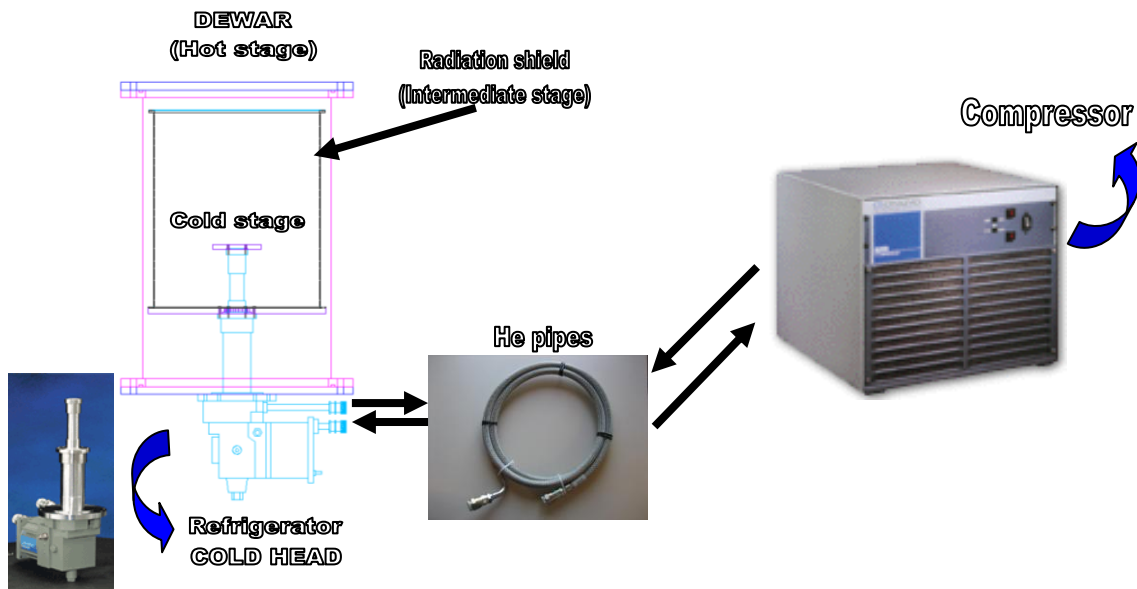 DEWAR
(Hot stage)
Radiation shield
(Intermediate stage)
Compressor
Cold stage
He pipes
Refrigerator
COLD HEAD